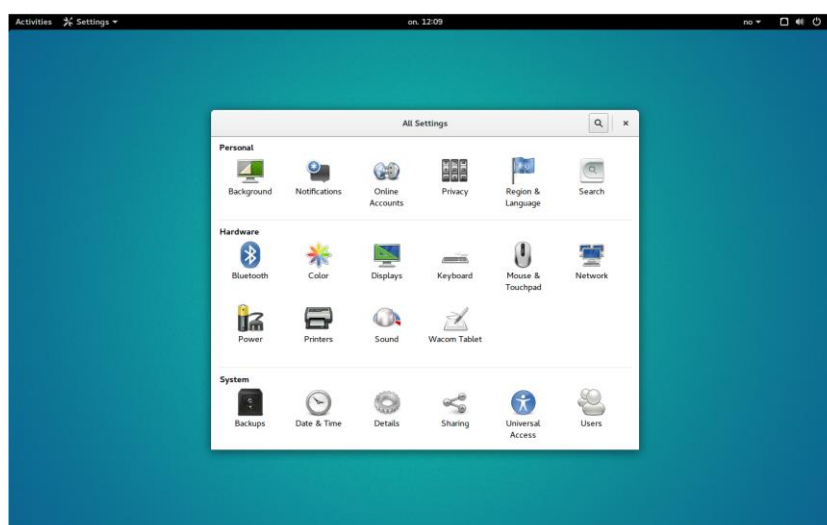 Activities Settings on. 12:09 no
All Settings
Personal
Background Notifications Online Accounts Privacy Region & Language Search
Hardware
Bluetooth Color Displays Keyboard Mouse & Touchpad Network
Power Printers Sound Wacom Tablet
System
Backups Date & Time Details Sharing Universal Access Users